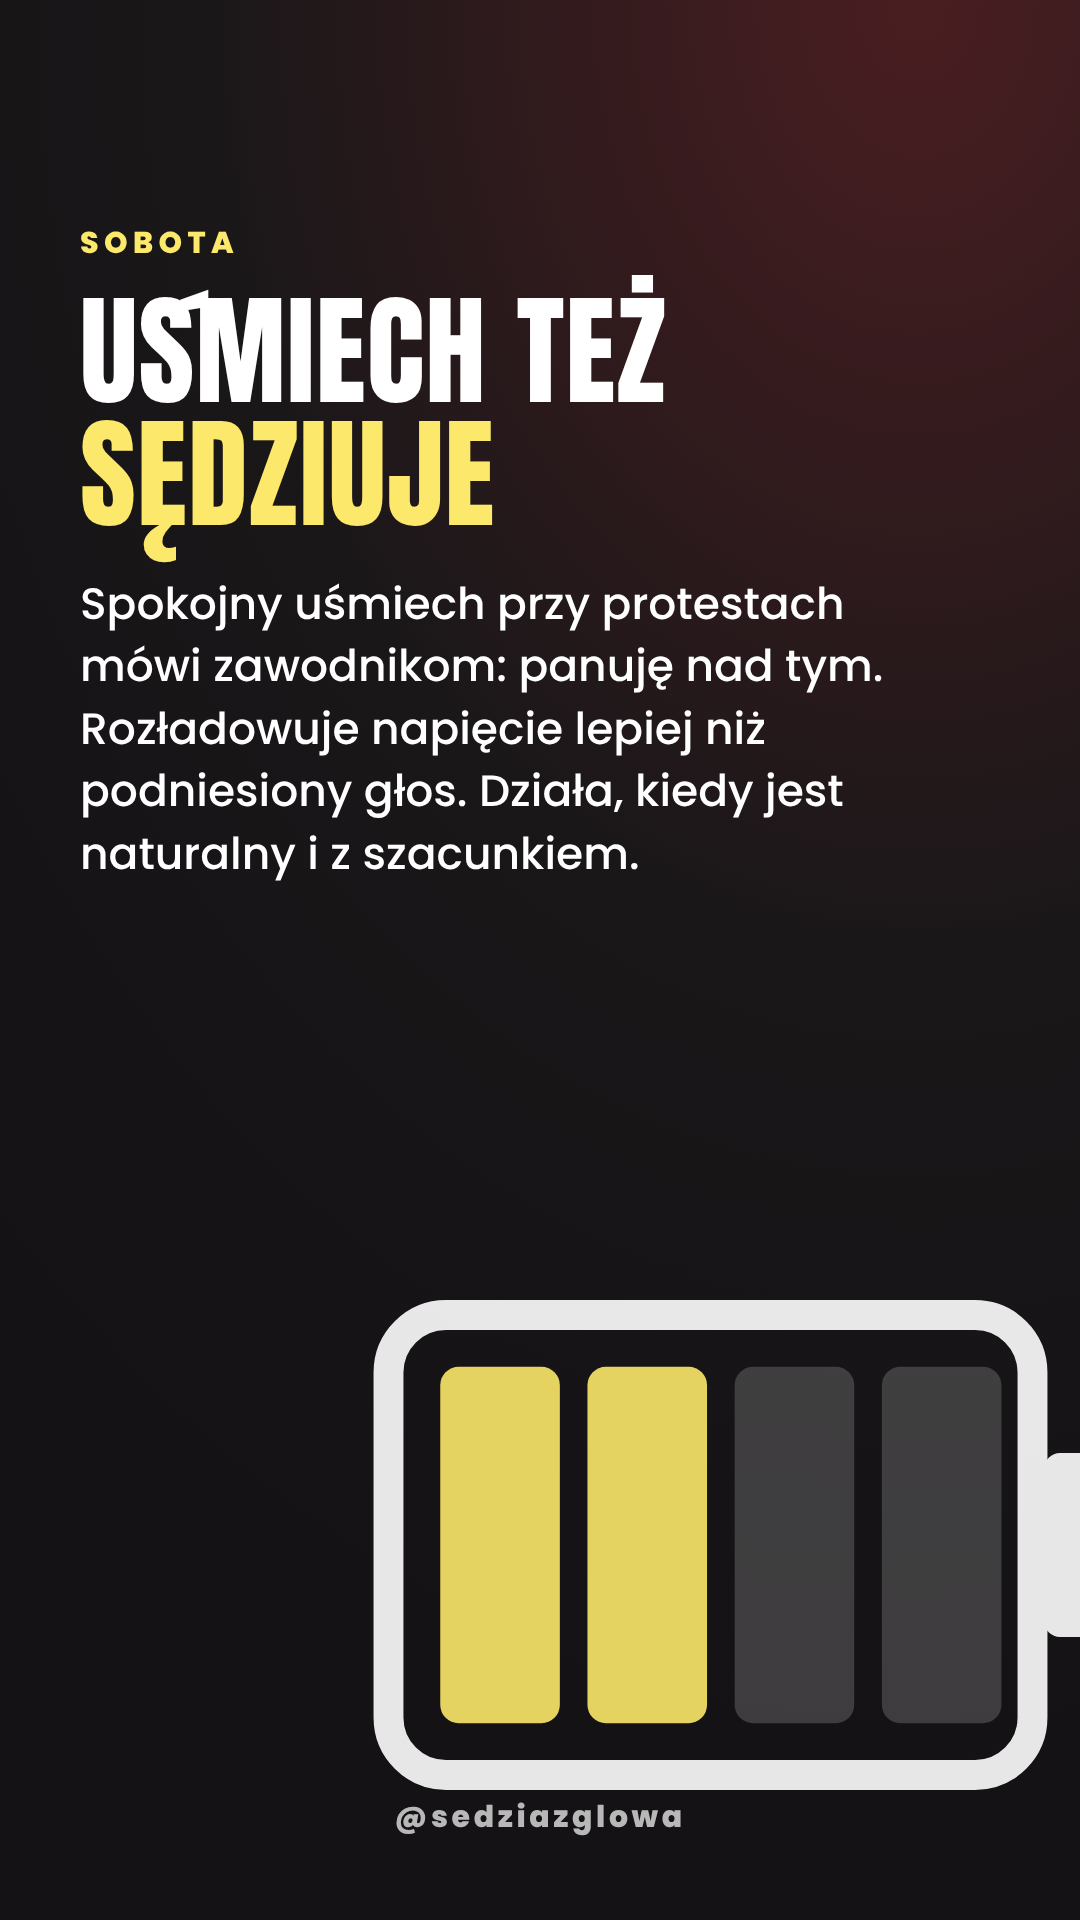 SOBOTA
UŚMIECH TEŻ
SĘDZIUJE
Spokojny uśmiech przy protestach
mówi zawodnikom: panuję nad tym.
Rozładowuje napięcie lepiej niż
podniesiony głos. Działa, kiedy jest
naturalny i z szacunkiem.
@sedziazglowa